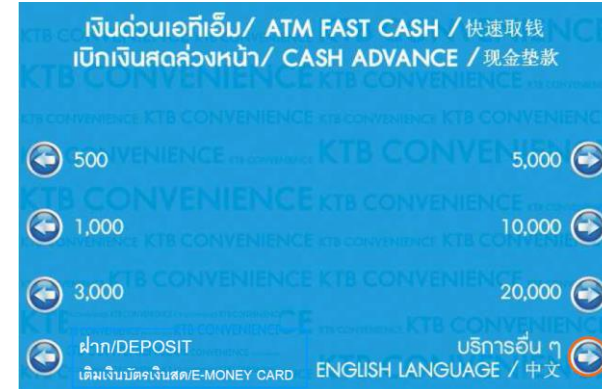 เงินด่วนเอทีเอ็ม/ ATM FAST CASH /快速取钱
เบิกเงินสดล่วงหน้า/ CASH ADVANCE /现金垫款
500
5,000
1,000
10,000
3,000
20,000
ฝาก/DEPOSIT
เติมเงินบัตรเงินสด/E-MONEY CARD
บริการอื่น ๆ
ENGLISH LANGUAGE / 中文
KTB CONVENIENCE